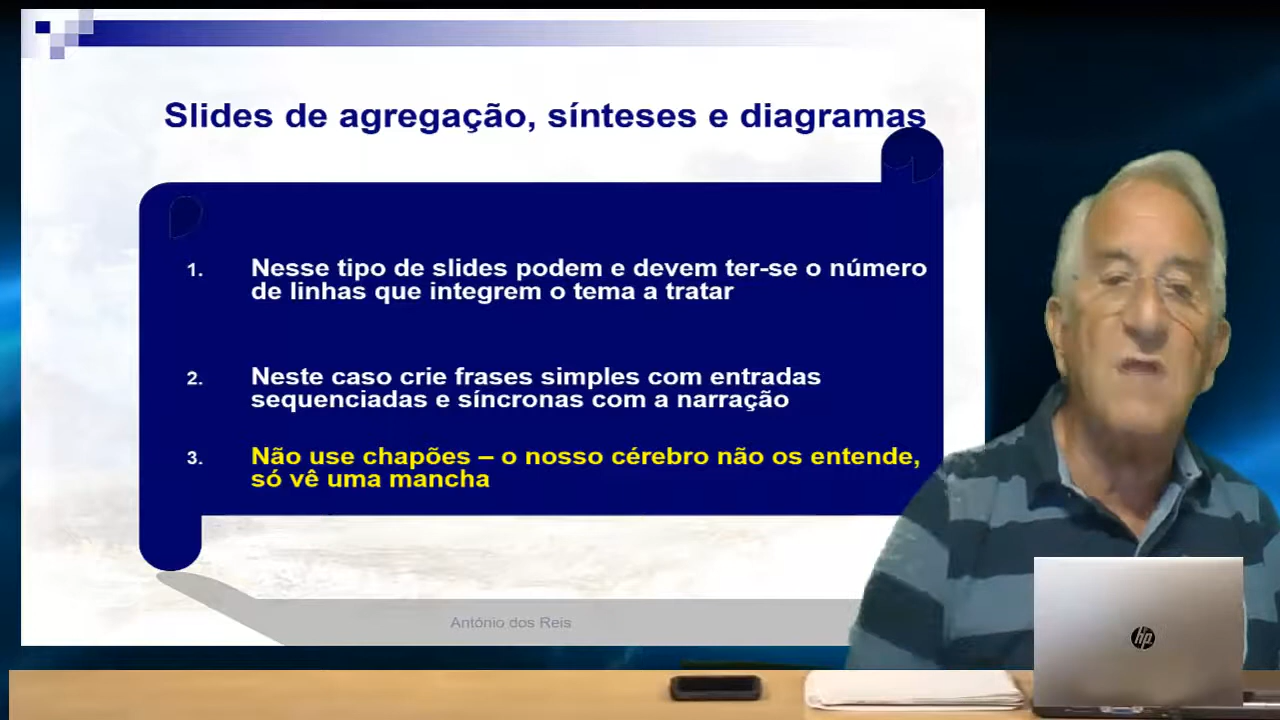 Slides de agregação, sínteses e diagramas
1. Nesse tipo de slides podem e devem ter-se o número
de linhas que integrem o tema a tratar
2. Neste caso crie frases simples com entradas
sequenciadas e síncronas com a narração
3. Não use chapões – o nosso cérebro não os entende,
só vê uma mancha
António dos Reis
hp